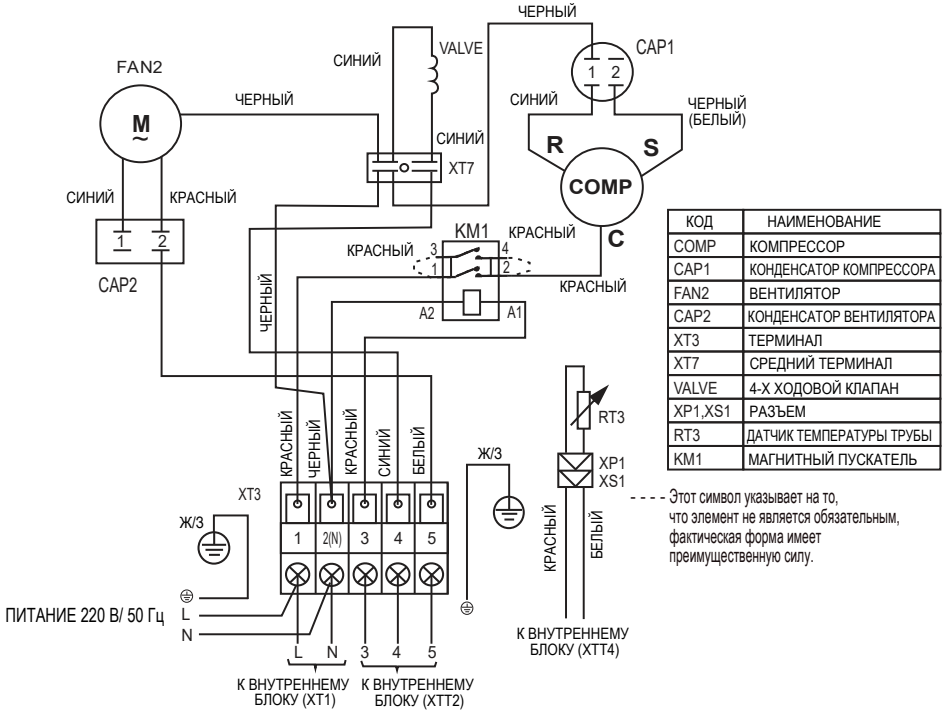 ЧЕРНЫЙ
FAN2
СИНИЙ
VALVE
CAP1
1 2
ЧЕРНЫЙ
СИНИЙ
ЧЕРНЫЙ
(БЕЛЫЙ)
M
~
СИНИЙ
R
S
XT7
COMP
СИНИЙ
КРАСНЫЙ
1 2
CAP2
C
KM1
КРАСНЫЙ
3
4
КРАСНЫЙ
1
2
КРАСНЫЙ
A2
A1
ЧЕРНЫЙ
КОД НАИМЕНОВАНИЕ
COMP КОМПРЕССОР
CAP1 КОНДЕНСАТОР КОМПРЕССОРА
FAN2 ВЕНТИЛЯТОР
CAP2 КОНДЕНСАТОР ВЕНТИЛЯТОРА
XT3 ТЕРМИНАЛ
XT7 СРЕДНИЙ ТЕРМИНАЛ
VALVE 4-Х ХОДОВОЙ КЛАПАН
XP1,XS1 РАЗЪЕМ
RT3 ДАТЧИК ТЕМПЕРАТУРЫ ТРУБЫ
KM1 МАГНИТНЫЙ ПУСКАТЕЛЬ
Этот символ указывает на то,
что элемент не является обязательным,
фактическая форма имеет
преимущественную силу.
RT3
XP1
XS1
КРАСНЫЙ
БЕЛЫЙ
К ВНУТРЕННЕМУ
БЛОКУ (XTT4)
КРАСНЫЙ
ЧЕРНЫЙ
КРАСНЫЙ
СИНИЙ
БЕЛЫЙ
XT3
Ж/З
Ж/З
1 2(N) 3 4 5
ПИТАНИЕ 220 В/ 50 Гц
L
N
L N 3 4 5
К ВНУТРЕННЕМУ
БЛОКУ (XT1)
К ВНУТРЕННЕМУ
БЛОКУ (XTT2)